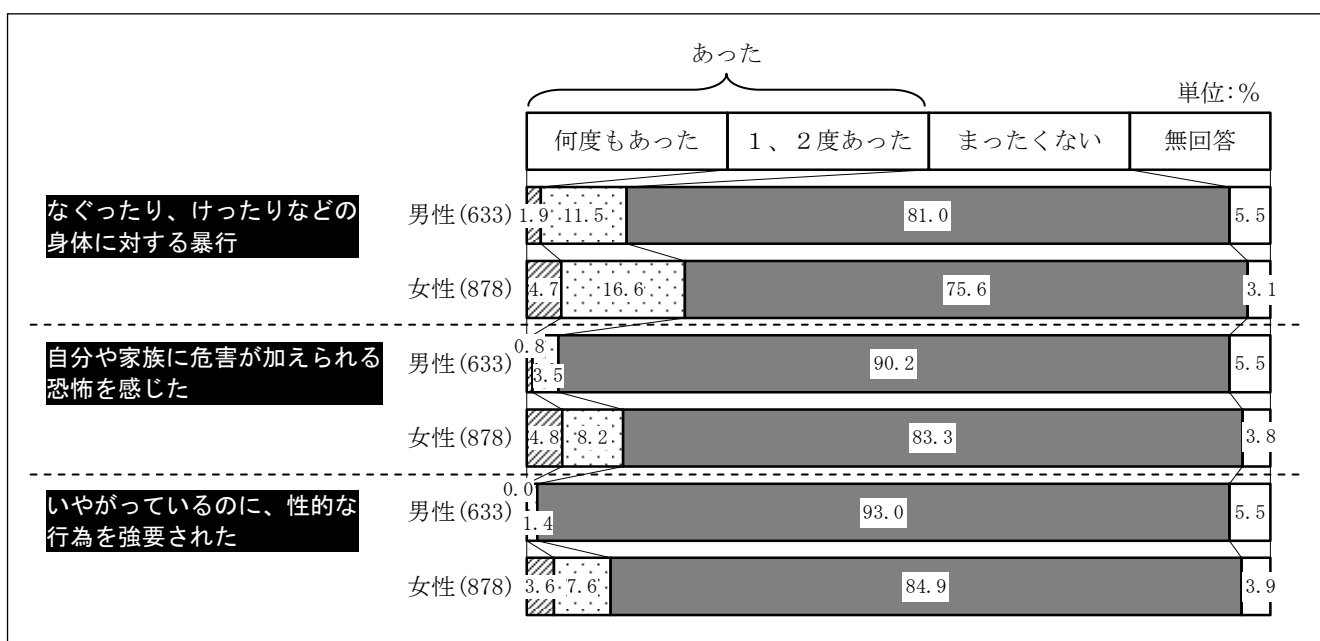 あった
単位:%
何度もあった 1、2度あった まったくない 無回答
なぐったり、けったりなどの
身体に対する暴行
男性(633) 1.9 11.5 81.0 5.5
女性(878) 4.7 16.6 75.6 3.1
自分や家族に危害が加えられる
恐怖を感じた
男性(633) 0.8 3.5 90.2 5.5
女性(878) 4.8 8.2 83.3 3.8
いやがっているのに、性的な
行為を強要された
男性(633) 0.0 1.4 93.0 5.5
女性(878) 3.6 7.6 84.9 3.9